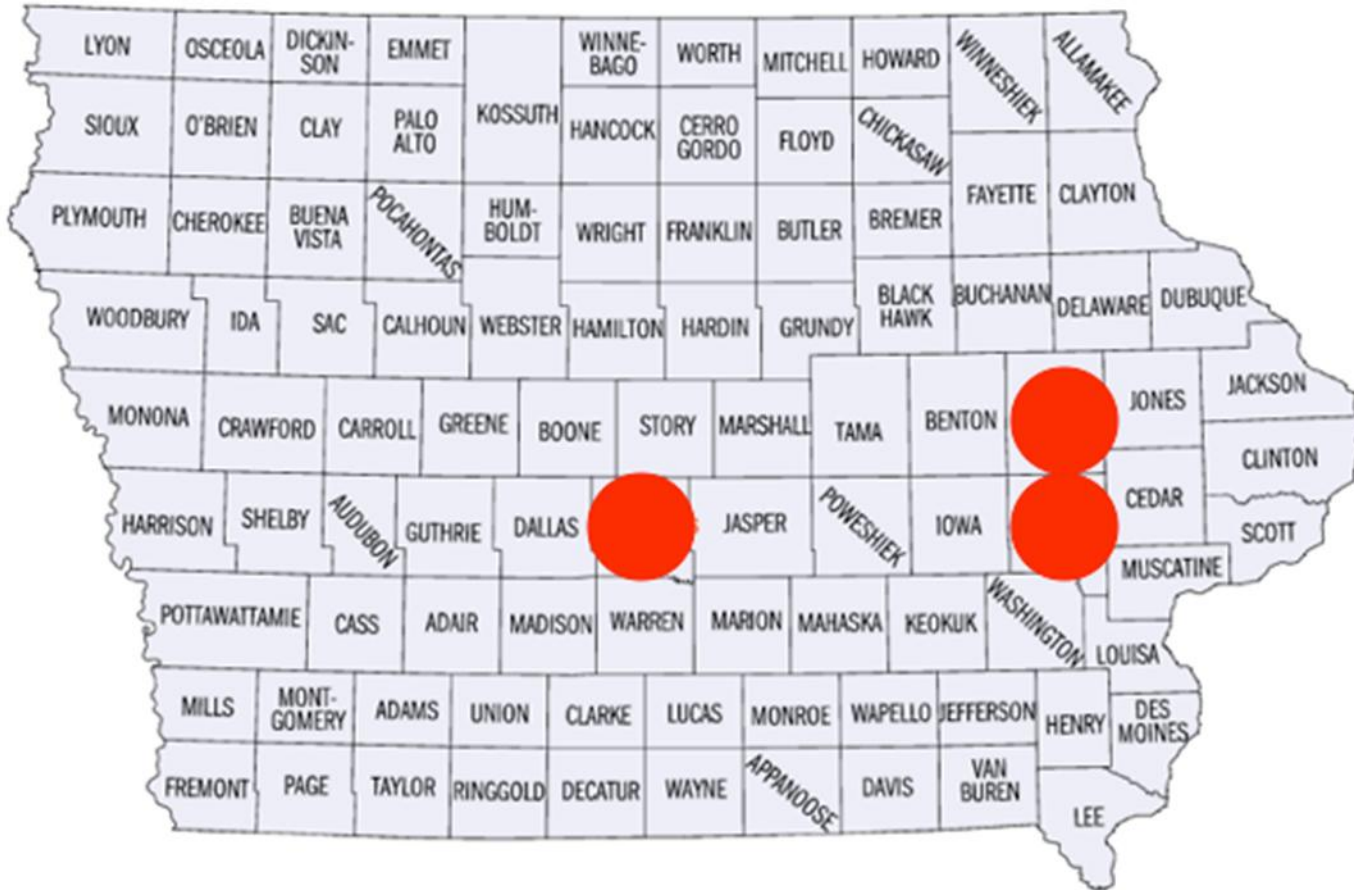 LYON
OSCEOLA
DICKIN-
SON
EMMET
WINNE-
BAGO
WORTH
MITCHELL
HOWARD
WINNESHIEK
ALLAMAKEE
SIOUX
O'BRIEN
CLAY
PALO
ALTO
KOSSUTH
HANCOCK
CERRO
GORDO
FLOYD
CHICKASAW
FAYETTE
CLAYTON
PLYMOUTH
CHEROKEE
BUENA
VISTA
POCAHONTAS
HUM-
BOLDT
WRIGHT
FRANKLIN
BUTLER
BREMER
WOODBURY
IDA
SAC
CALHOUN
WEBSTER
HAMILTON
HARDIN
GRUNDY
BLACK
HAWK
BUCHANAN
DELAWARE
DUBUQUE
MONONA
CRAWFORD
CARROLL
GREENE
BOONE
STORY
MARSHALL
TAMA
BENTON
JONES
JACKSON
CLINTON
HARRISON
SHELBY
AUDUBON
GUTHRIE
DALLAS
JASPER
POWESHIEK
IOWA
CEDAR
SCOTT
MUSCATINE
POTTAWATTAMIE
CASS
ADAIR
MADISON
WARREN
MARION
MAHASKA
KEOKUK
WASHINGTON
LOUISA
MILLS
MONT-
GOMERY
ADAMS
UNION
CLARKE
LUCAS
MONROE
WAPELLO
JEFFERSON
HENRY
DES
MOINES
FREMONT
PAGE
TAYLOR
RINGGOLD
DECATUR
WAYNE
APPANOOSE
DAVIS
VAN
BUREN
LEE